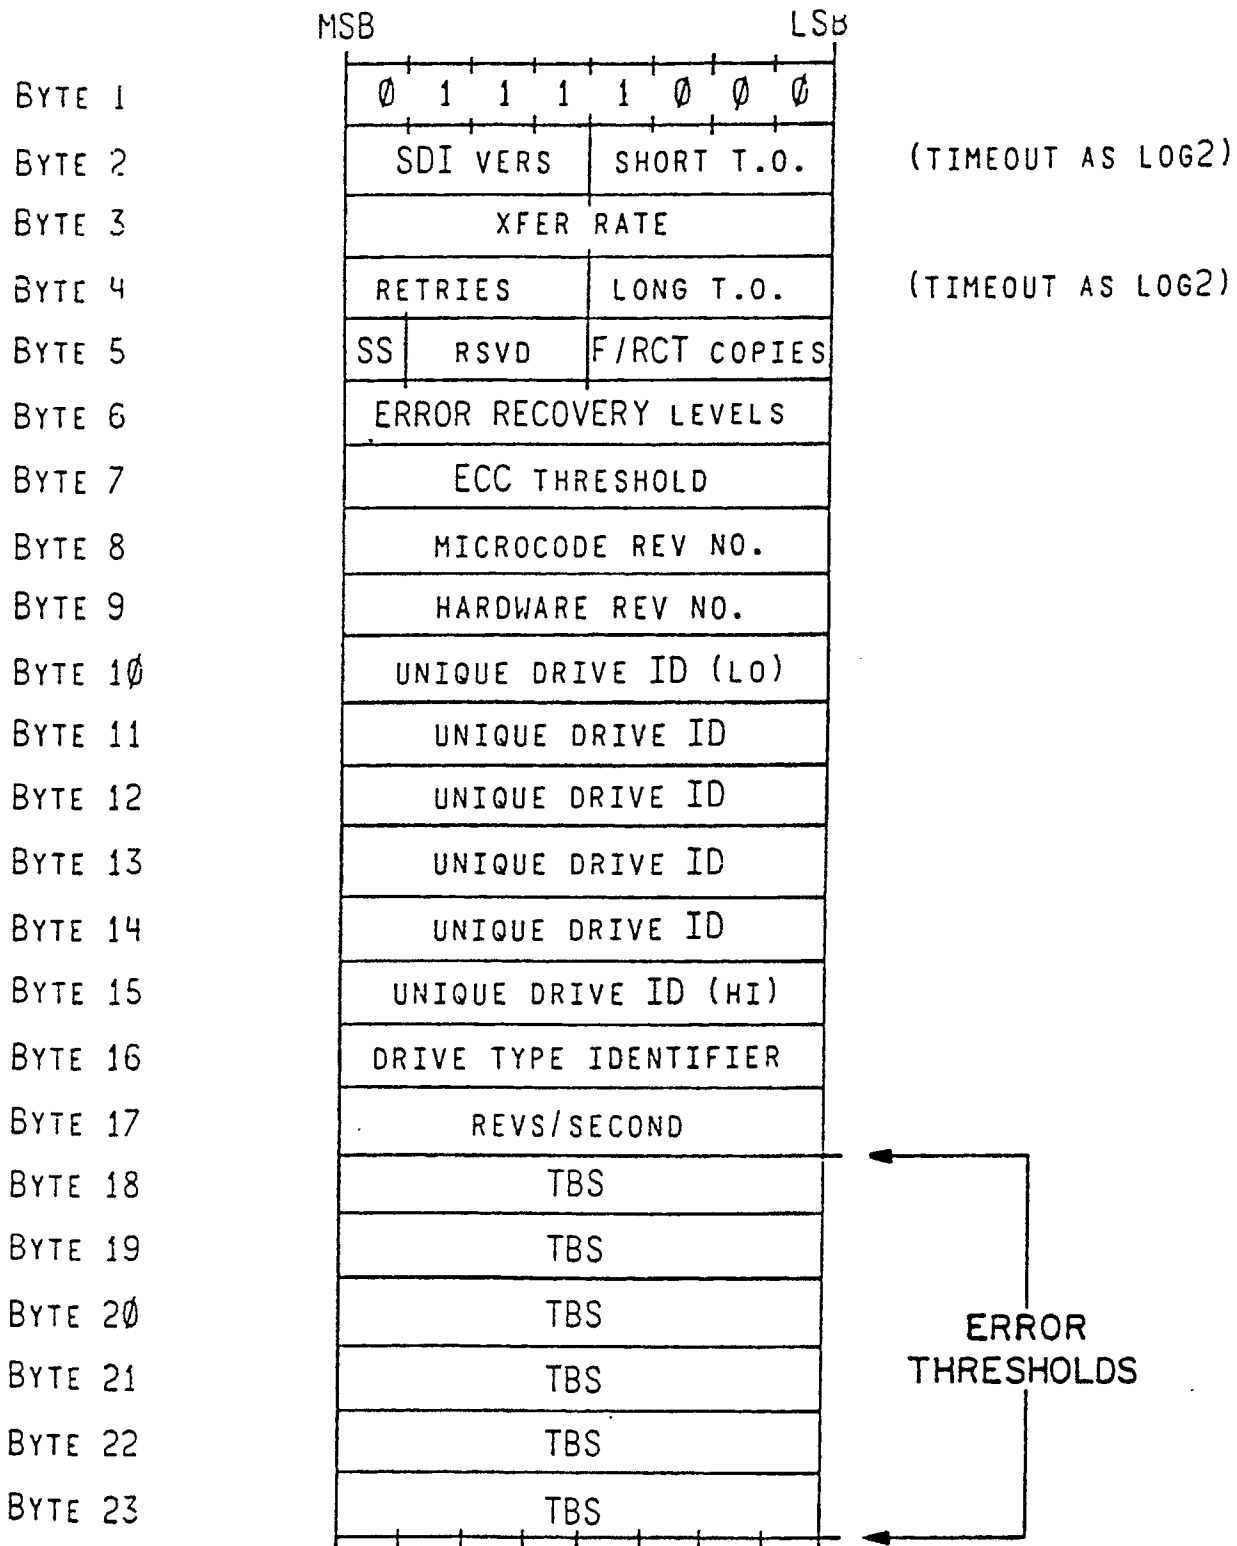 MSB LSB
BYTE 1 Ø 1 1 1 1 Ø Ø Ø
BYTE 2 SDI VERS SHORT T.O. (TIMEOUT AS LOG2)
BYTE 3 XFER RATE
BYTE 4 RETRIES LONG T.O. (TIMEOUT AS LOG2)
BYTE 5 SS RSVD F/RCT COPIES
BYTE 6 ERROR RECOVERY LEVELS
BYTE 7 ECC THRESHOLD
BYTE 8 MICROCODE REV NO.
BYTE 9 HARDWARE REV NO.
BYTE 1Ø UNIQUE DRIVE ID (LO)
BYTE 11 UNIQUE DRIVE ID
BYTE 12 UNIQUE DRIVE ID
BYTE 13 UNIQUE DRIVE ID
BYTE 14 UNIQUE DRIVE ID
BYTE 15 UNIQUE DRIVE ID (HI)
BYTE 16 DRIVE TYPE IDENTIFIER
BYTE 17 REVS/SECOND
BYTE 18 TBS
BYTE 19 TBS
BYTE 2Ø TBS
BYTE 21 TBS
BYTE 22 TBS
BYTE 23 TBS
ERROR
THRESHOLDS